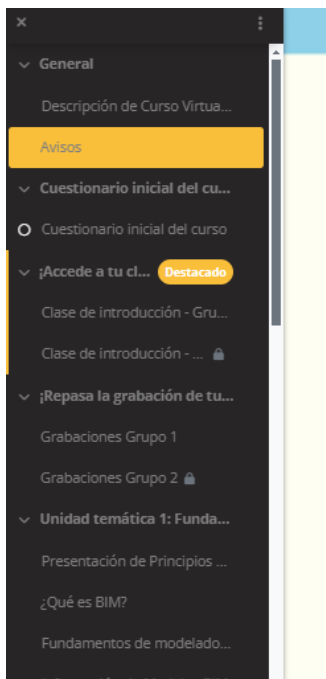 General
Descripción de Curso Virtua...
Avisos
Cuestionario inicial del cu...
Cuestionario inicial del curso
¡Accede a tu cl... Destacado
Clase de introducción - Gru...
Clase de introducción - ...
¡Repasa la grabación de tu...
Grabaciones Grupo 1
Grabaciones Grupo 2
Unidad temática 1: Funda...
Presentación de Principios ...
¿Qué es BIM?
Fundamentos de modelado...